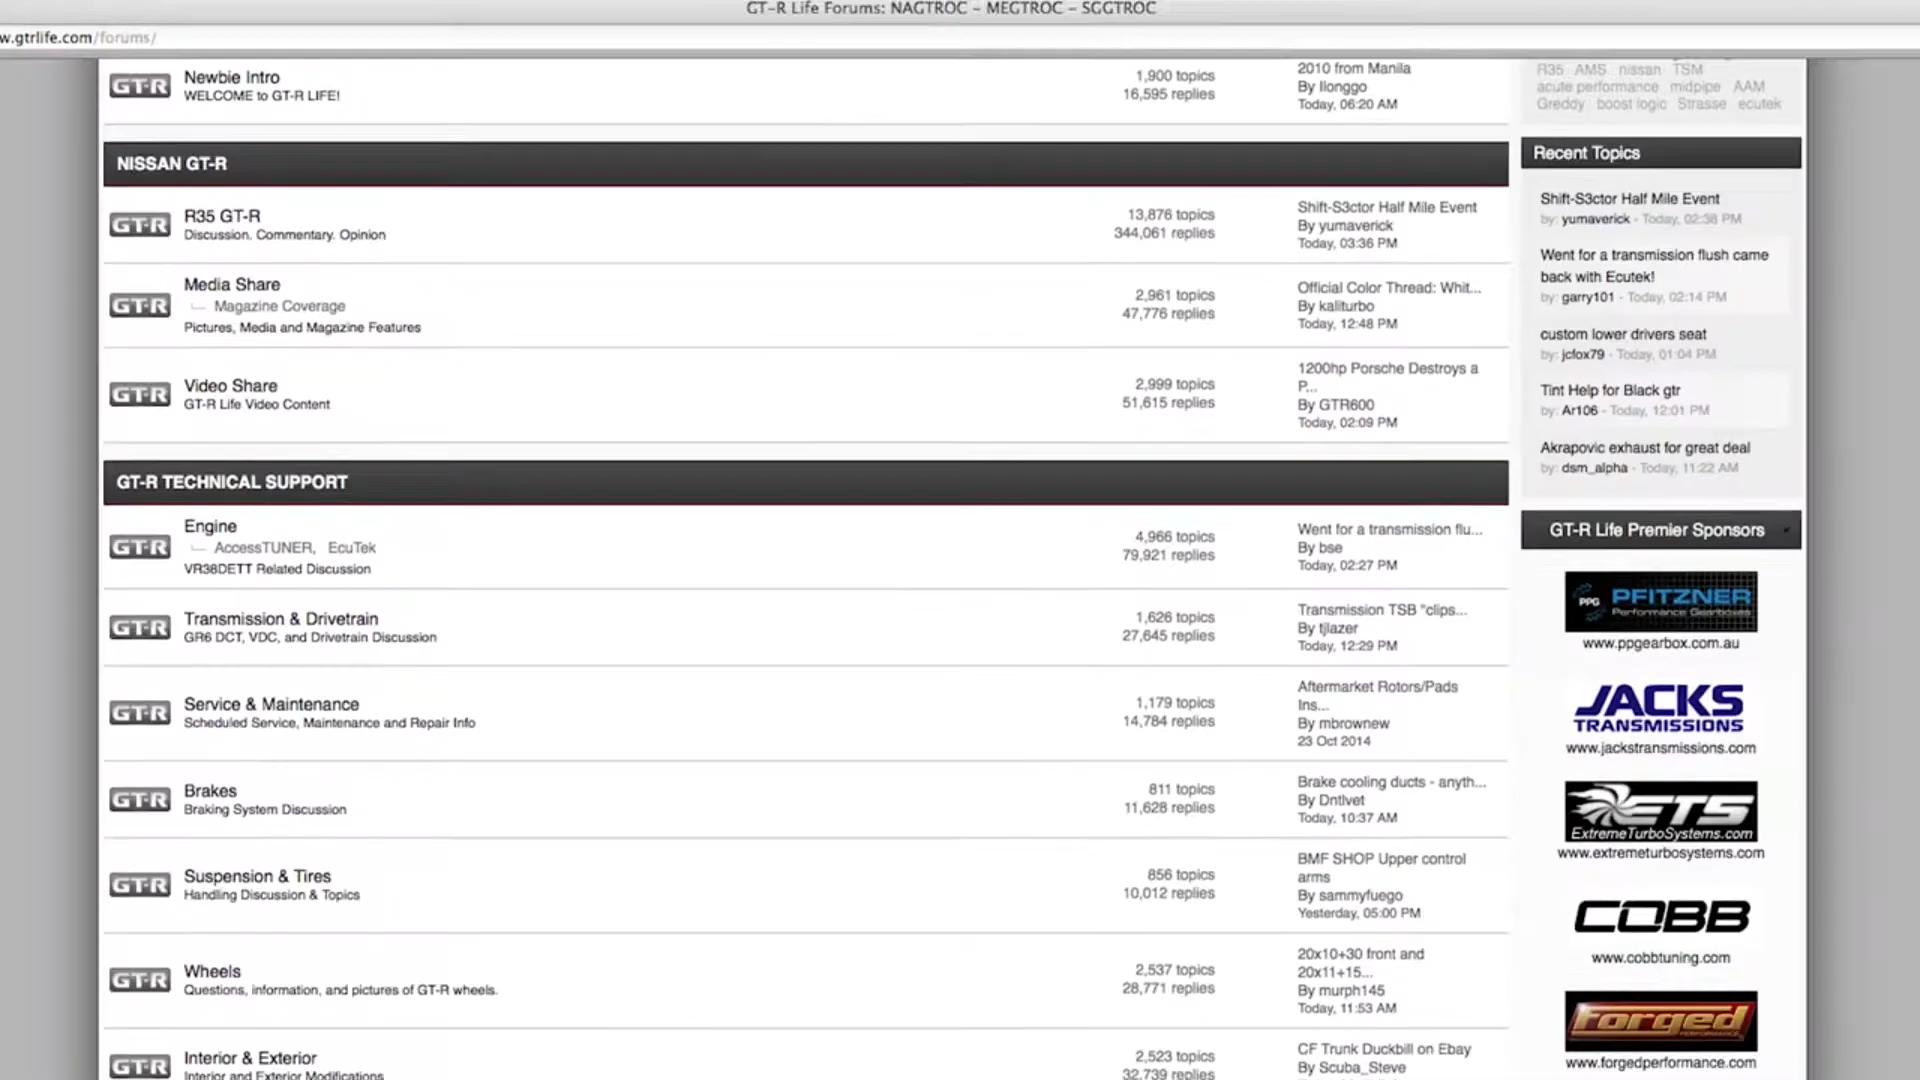 GT-R Life Forums: NAGTROC - MEGTROC - SGGTROC
w.gtrlife.com/forums/
GT-R
Newbie Intro
WELCOME to GT-R LIFE!
1,900 topics
16,595 replies
2010 from Manila
By Ilonggo
Today, 06:20 AM
NISSAN GT-R
GT-R
R35 GT-R
Discussion. Commentary. Opinion
13,876 topics
344,061 replies
Shift-S3ctor Half Mile Event
By yumaverick
Today, 03:36 PM
GT-R
Media Share
Magazine Coverage
Pictures, Media and Magazine Features
2,961 topics
47,776 replies
Official Color Thread: Whit...
By kaliturbo
Today, 12:48 PM
GT-R
Video Share
GT-R Life Video Content
2,999 topics
51,615 replies
1200hp Porsche Destroys a
P...
By GTR600
Today, 02:09 PM
GT-R TECHNICAL SUPPORT
GT-R
Engine
AccessTUNER, EcuTek
VR38DETT Related Discussion
4,966 topics
79,921 replies
Went for a transmission flu...
By bse
Today, 02:27 PM
GT-R
Transmission & Drivetrain
GR6 DCT, VDC, and Drivetrain Discussion
1,626 topics
27,645 replies
Transmission TSB "clips...
By tjlazer
Today, 12:29 PM
GT-R
Service & Maintenance
Scheduled Service, Maintenance and Repair Info
1,179 topics
14,784 replies
Aftermarket Rotors/Pads
Ins...
By mbrownew
23 Oct 2014
GT-R
Brakes
Braking System Discussion
811 topics
11,628 replies
Brake cooling ducts - anyth...
By Dntlvet
Today, 10:37 AM
GT-R
Suspension & Tires
Handling Discussion & Topics
856 topics
10,012 replies
BMF SHOP Upper control
arms
By sammyfuego
Yesterday, 05:00 PM
GT-R
Wheels
Questions, information, and pictures of GT-R wheels.
2,537 topics
28,771 replies
20x10+30 front and
20x11+15...
By murph145
Today, 11:53 AM
GT-R
Interior & Exterior
Interior and Exterior Modifications
2,523 topics
32,739 replies
CF Trunk Duckbill on Ebay
By Scuba_Steve
R35 AMS nissan TSM
acute performance midpipe AAM
Greddy boost logic Strasse ecutek
Recent Topics
Shift-S3ctor Half Mile Event
by: yumaverick - Today, 02:38 PM
Went for a transmission flush came
back with Ecutek!
by: garry101 - Today, 02:14 PM
custom lower drivers seat
by: jcfox79 - Today, 01:04 PM
Tint Help for Black gtr
by: Ar106 - Today, 12:01 PM
Akrapovic exhaust for great deal
by: dsm_alpha - Today, 11:22 AM
GT-R Life Premier Sponsors
PPG PFITZNER
Performance Gearboxes
www.ppgearbox.com.au
JACKS
TRANSMISSIONS
www.jackstransmissions.com
ETS
ExtremeTurboSystems.com
www.extremeturbosystems.com
COBB
www.cobbtuning.com
Forged
www.forgedperformance.com